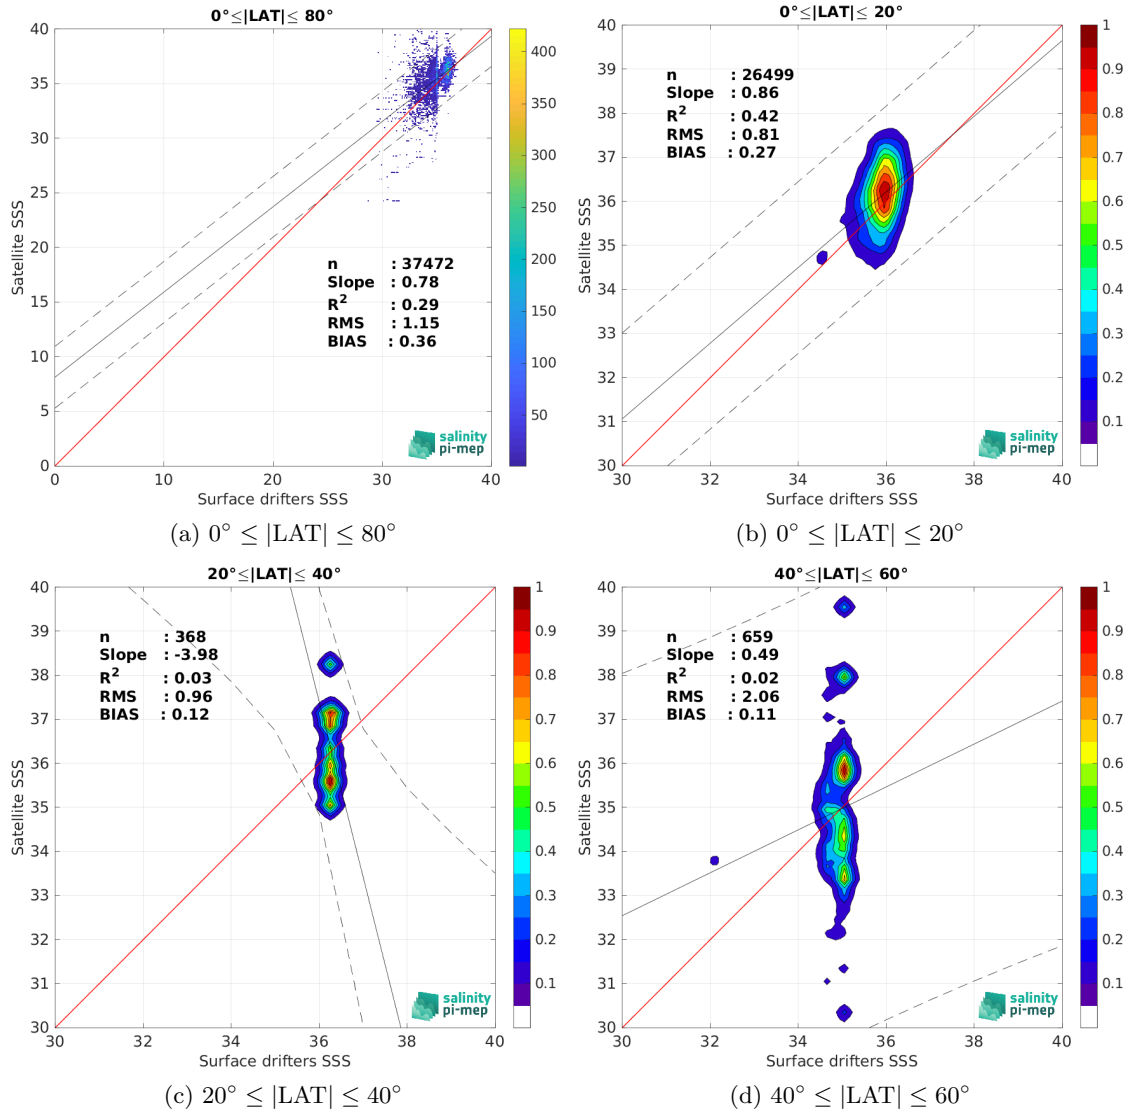 0°≤|LAT|≤ 80°
40
35
30
25
20
15
10
5
0
Satellite SSS
n : 37472
Slope : 0.78
R2 : 0.29
RMS : 1.15
BIAS : 0.36
400
350
300
250
200
150
100
50
salinity
pi-mep
0 10 20 30 40
Surface drifters SSS
(a) 0° ≤ |LAT| ≤ 80°
0°≤|LAT|≤ 20°
40
39
38
37
36
35
34
33
32
31
30
Satellite SSS
n : 26499
Slope : 0.86
R2 : 0.42
RMS : 0.81
BIAS : 0.27
1
0.9
0.8
0.7
0.6
0.5
0.4
0.3
0.2
0.1
salinity
pi-mep
30 32 34 36 38 40
Surface drifters SSS
(b) 0° ≤ |LAT| ≤ 20°
20°≤|LAT|≤ 40°
40
39
38
37
36
35
34
33
32
31
30
Satellite SSS
n : 368
Slope : -3.98
R2 : 0.03
RMS : 0.96
BIAS : 0.12
1
0.9
0.8
0.7
0.6
0.5
0.4
0.3
0.2
0.1
salinity
pi-mep
30 32 34 36 38 40
Surface drifters SSS
(c) 20° ≤ |LAT| ≤ 40°
40°≤|LAT|≤ 60°
40
39
38
37
36
35
34
33
32
31
30
Satellite SSS
n : 659
Slope : 0.49
R2 : 0.02
RMS : 2.06
BIAS : 0.11
1
0.9
0.8
0.7
0.6
0.5
0.4
0.3
0.2
0.1
salinity
pi-mep
30 32 34 36 38 40
Surface drifters SSS
(d) 40° ≤ |LAT| ≤ 60°